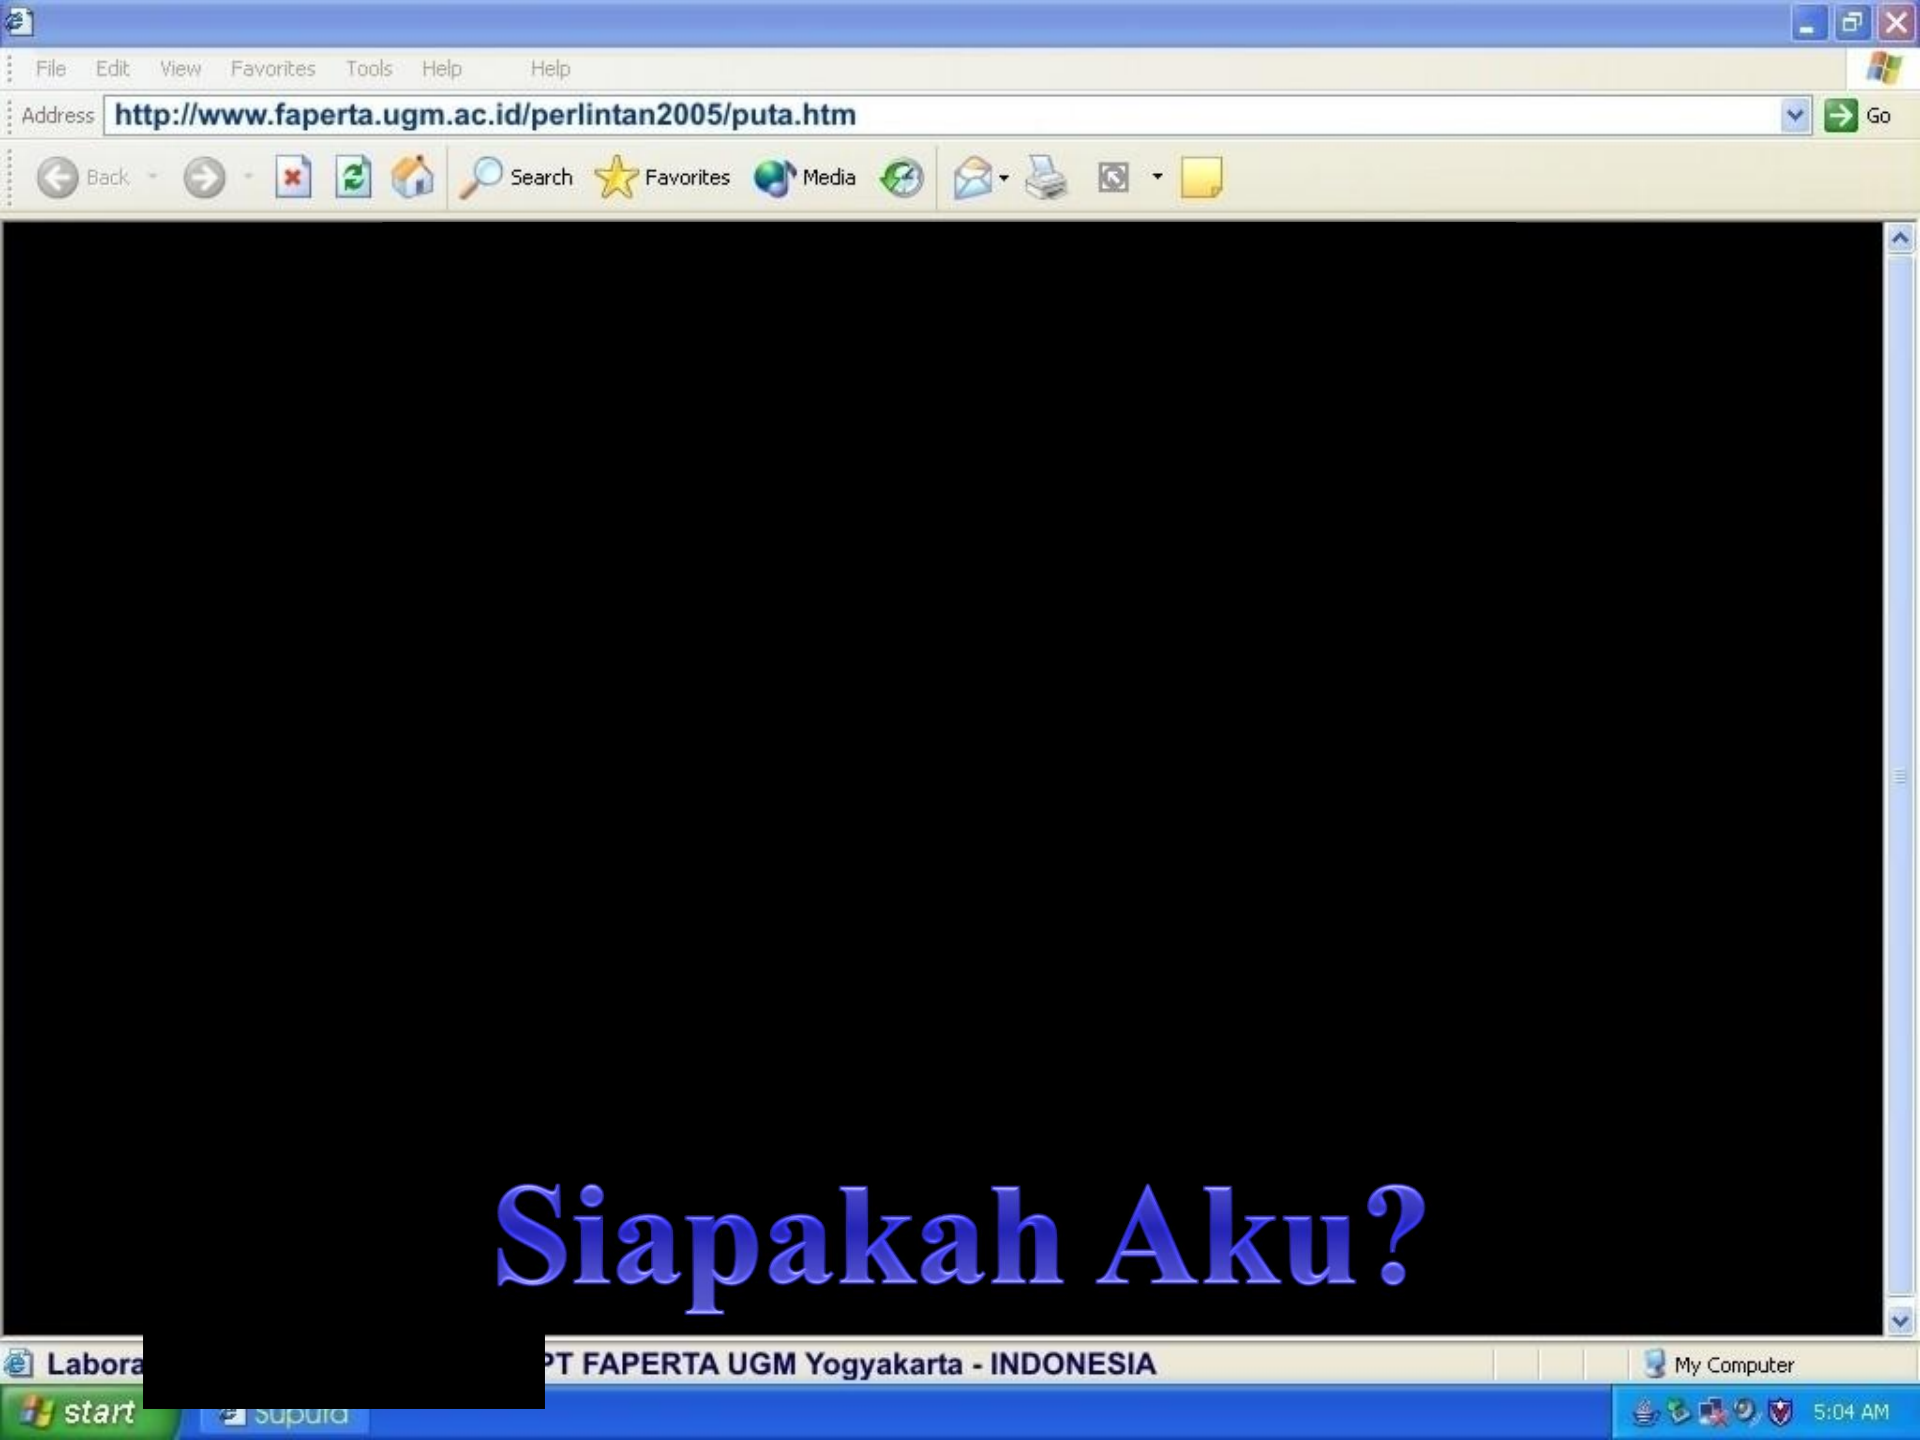 File Edit View Favorites Tools Help Help
Address http://www.faperta.ugm.ac.id/perlintan2005/puta.htm Go
Back Search Favorites Media
Siapakah Aku?
Labora PT FAPERTA UGM Yogyakarta - INDONESIA My Computer
start 5:04 AM